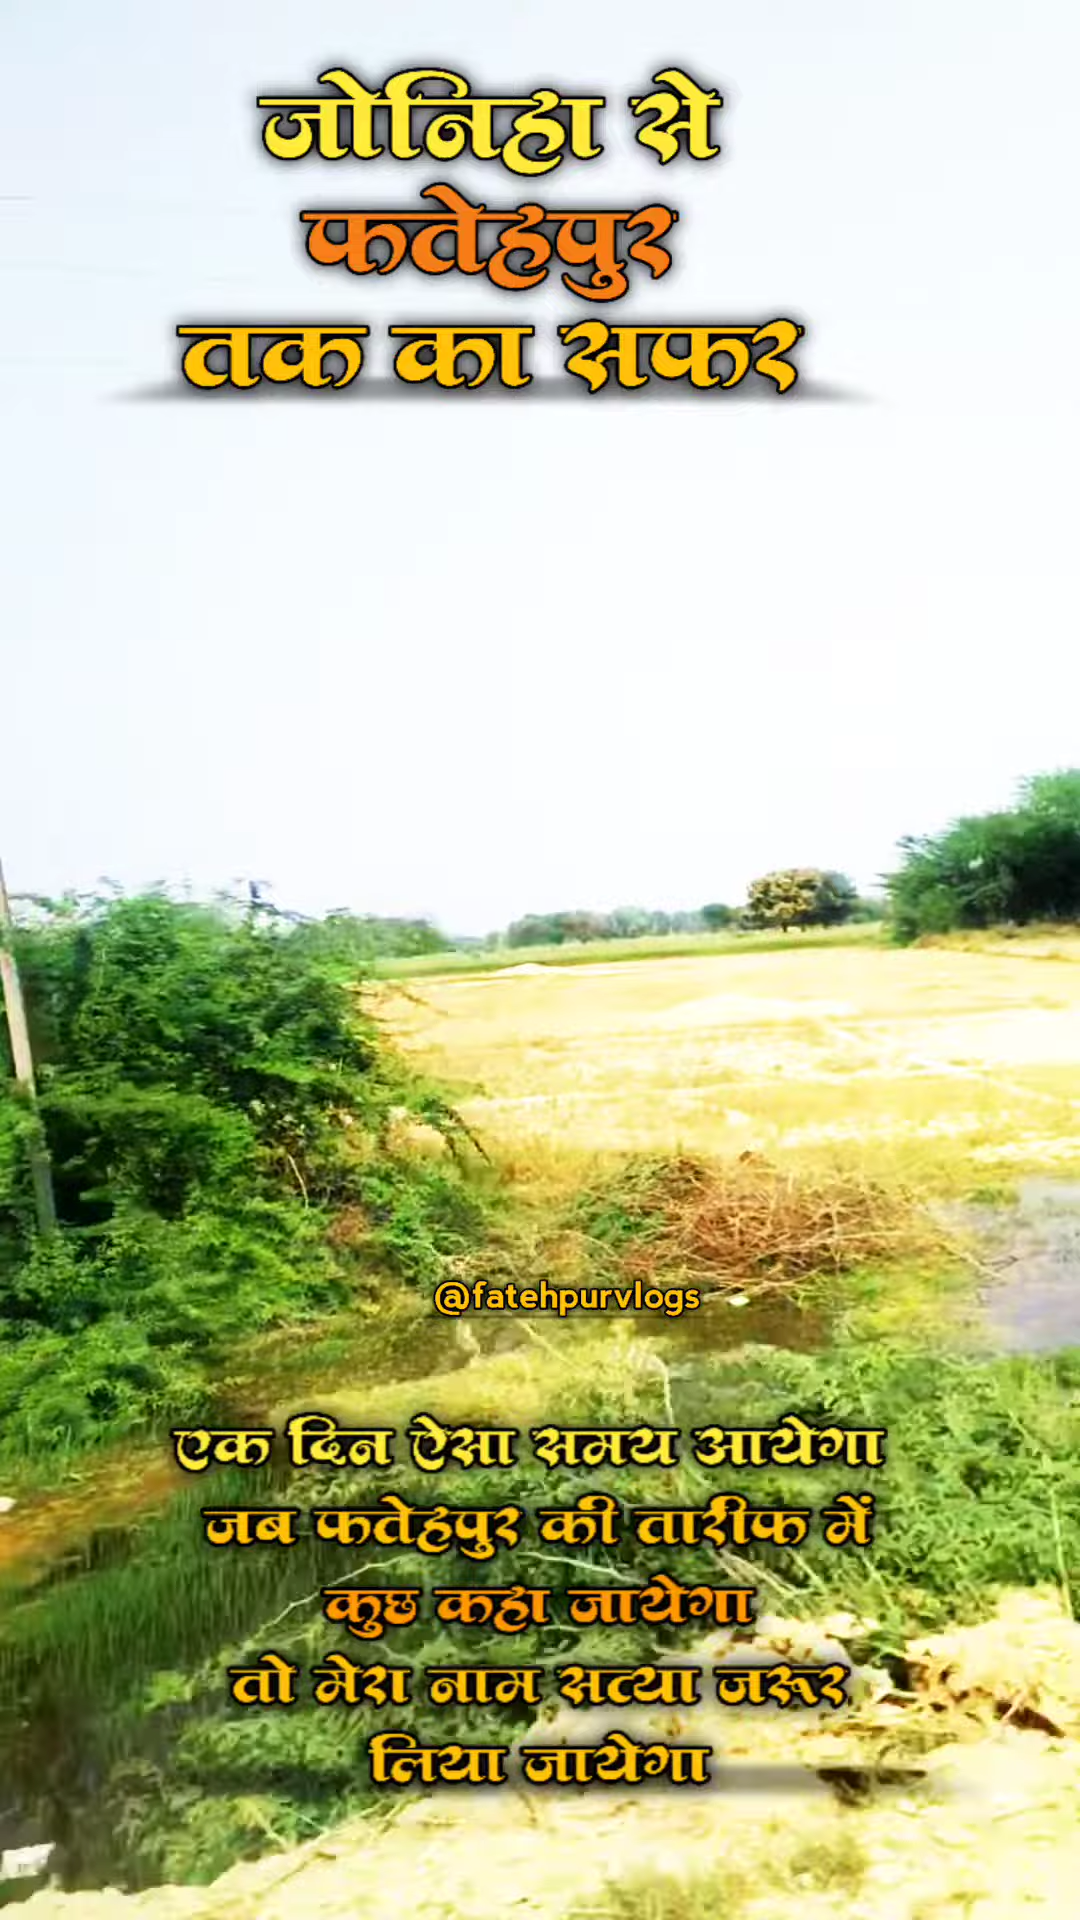 जोनिहा से
फतेहपुर
तक का सफर
@fatehpurvlogs
एक दिन ऐसा समय आयेगा
जब फतेहपुर की तारीफ में
कुछ कहा जायेगा
तो मेरा नाम सत्या जरूर
लिया जायेगा